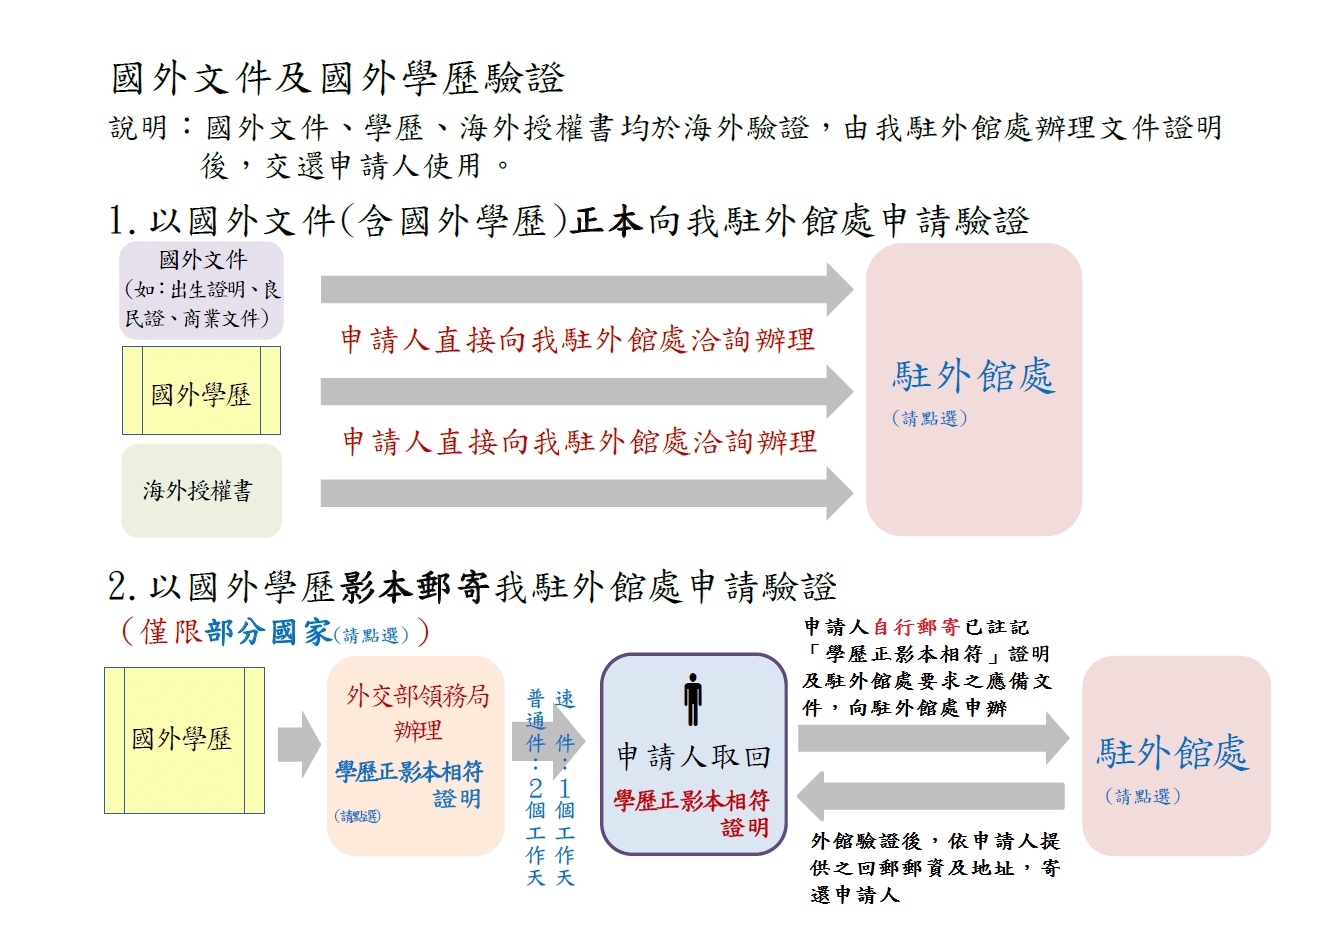 國外文件及國外學歷驗證
說明：國外文件、學歷、海外授權書均於海外驗證，由我駐外館處辦理文件證明
後，交還申請人使用。
1.以國外文件(含國外學歷)正本向我駐外館處申請驗證
國外文件
(如：出生證明、良
民證、商業文件)
申請人直接向我駐外館處洽詢辦理
國外學歷
申請人直接向我駐外館處洽詢辦理
海外授權書
駐外館處
(請點選)
2.以國外學歷影本郵寄我駐外館處申請驗證
(僅限部分國家(請點選))
國外學歷
外交部領務局
辦理
學歷正影本相符
證明
(請點選)
速 件：1個工作天
普通件：2個工作天
申請人取回
學歷正影本相符
證明
申請人自行郵寄已註記
「學歷正影本相符」證明
及駐外館處要求之應備文
件，向駐外館處申辦
外館驗證後，依申請人提
供之回郵郵資及地址，寄
還申請人
駐外館處
(請點選)